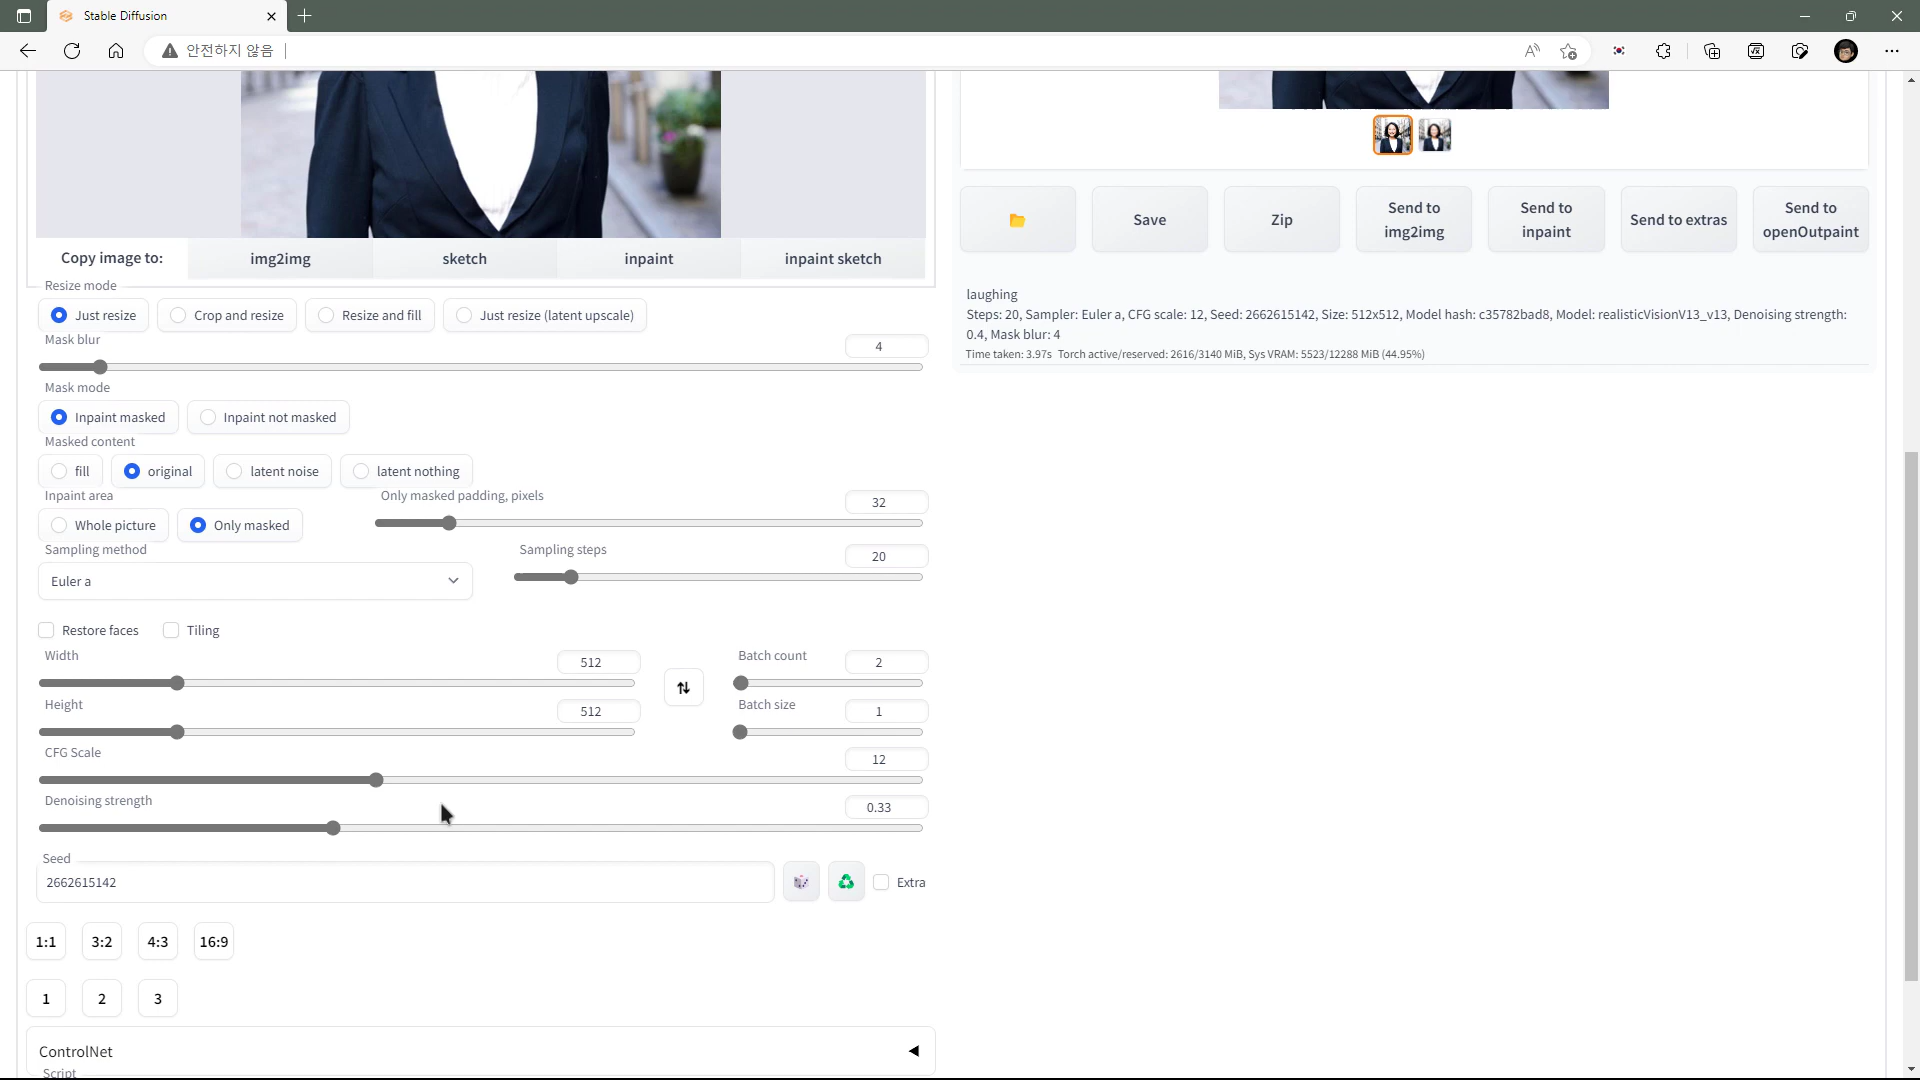 Stable Diffusion
안전하지 않음
Copy image to:
img2img
sketch
inpaint
inpaint sketch
Resize mode
Just resize
Crop and resize
Resize and fill
Just resize (latent upscale)
Mask blur
4
Mask mode
Inpaint masked
Inpaint not masked
Masked content
fill
original
latent noise
latent nothing
Inpaint area
Only masked padding, pixels
32
Whole picture
Only masked
Sampling method
Sampling steps
20
Euler a
Restore faces
Tiling
Width
512
Batch count
2
Height
512
Batch size
1
CFG Scale
12
Denoising strength
0.33
Seed
2662615142
Extra
1:1
3:2
4:3
16:9
1
2
3
ControlNet
Script
Save
Zip
Send to
img2img
Send to
inpaint
Send to extras
Send to
openOutpaint
laughing
Steps: 20, Sampler: Euler a, CFG scale: 12, Seed: 2662615142, Size: 512x512, Model hash: c35782bad8, Model: realisticVisionV13_v13, Denoising strength:
0.4, Mask blur: 4
Time taken: 3.97s Torch active/reserved: 2616/3140 MiB, Sys VRAM: 5523/12288 MiB (44.95%)